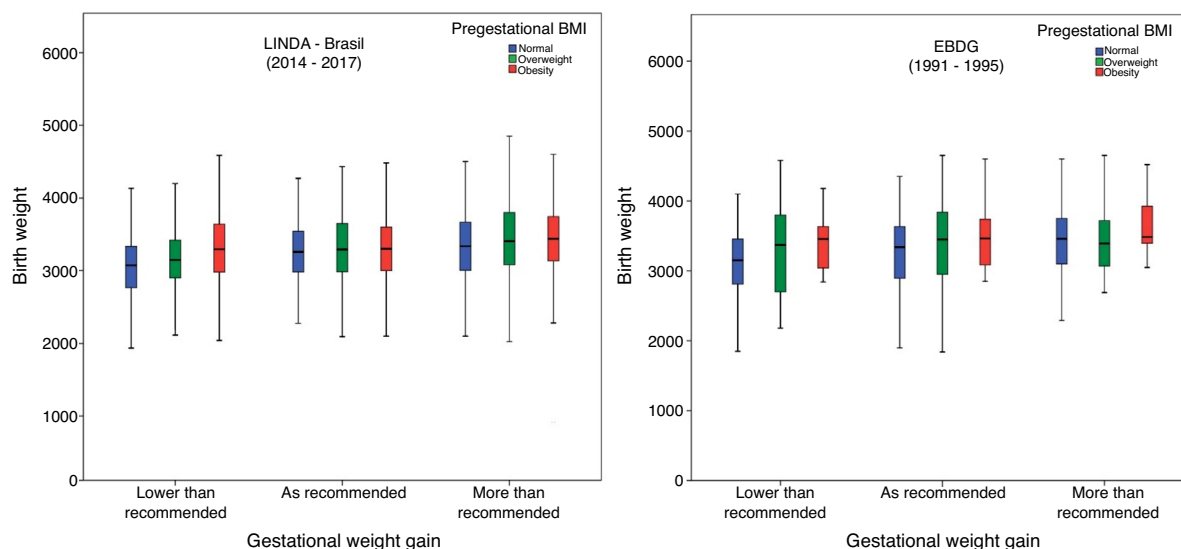 LINDA - Brasil
(2014 - 2017)
Pregestational BMI
Normal
Overweight
Obesity
Birth weight
6000
5000
4000
3000
2000
1000
0
Lower than
recommended
As recommended
More than
recommended
Gestational weight gain
EBDG
(1991 - 1995)
Pregestational BMI
Normal
Overweight
Obesity
Birth weight
6000
5000
4000
3000
2000
1000
0
Lower than
recommended
As recommended
More than
recommended
Gestational weight gain